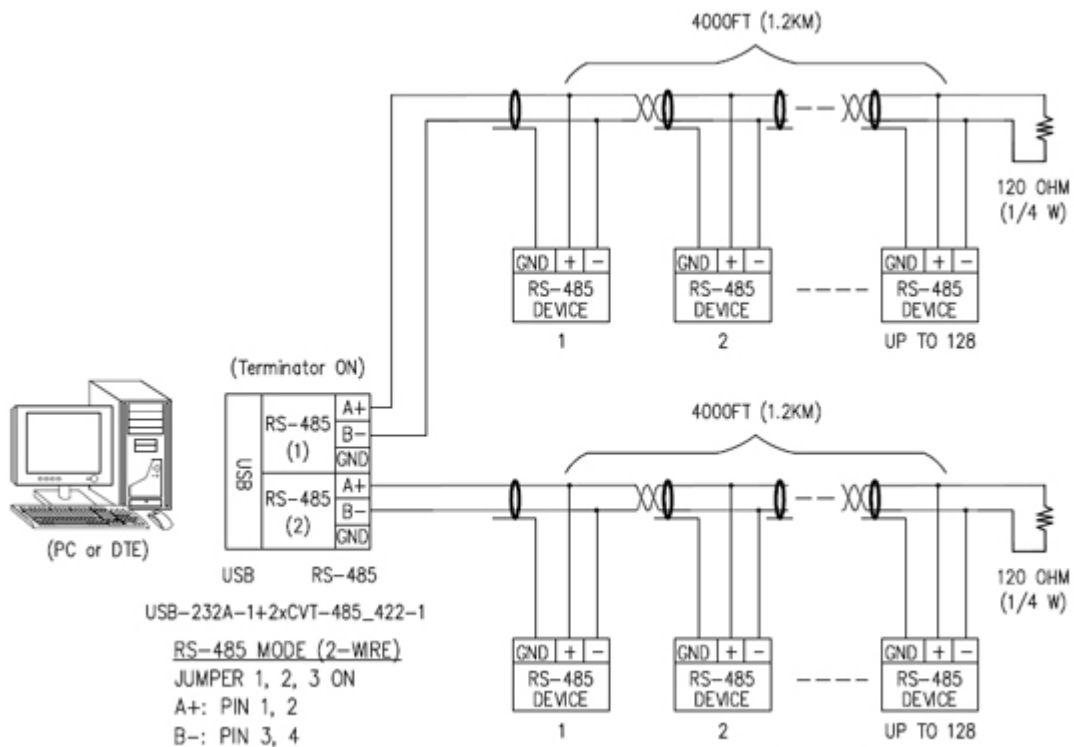 4000FT (1.2KM)
120 OHM
(1/4 W)
GND + -
RS-485
DEVICE
1
GND + -
RS-485
DEVICE
2
GND + -
RS-485
DEVICE
UP TO 128
(Terminator ON)
USB
RS-485
(1)
A+
B-
GND
RS-485
(2)
A+
B-
GND
(PC or DTE)
USB RS-485
USB-232A-1+2xCVT-485_422-1
RS-485 MODE (2-WIRE)
JUMPER 1, 2, 3 ON
A+: PIN 1, 2
B-: PIN 3, 4
4000FT (1.2KM)
120 OHM
(1/4 W)
GND + -
RS-485
DEVICE
1
GND + -
RS-485
DEVICE
2
GND + -
RS-485
DEVICE
UP TO 128